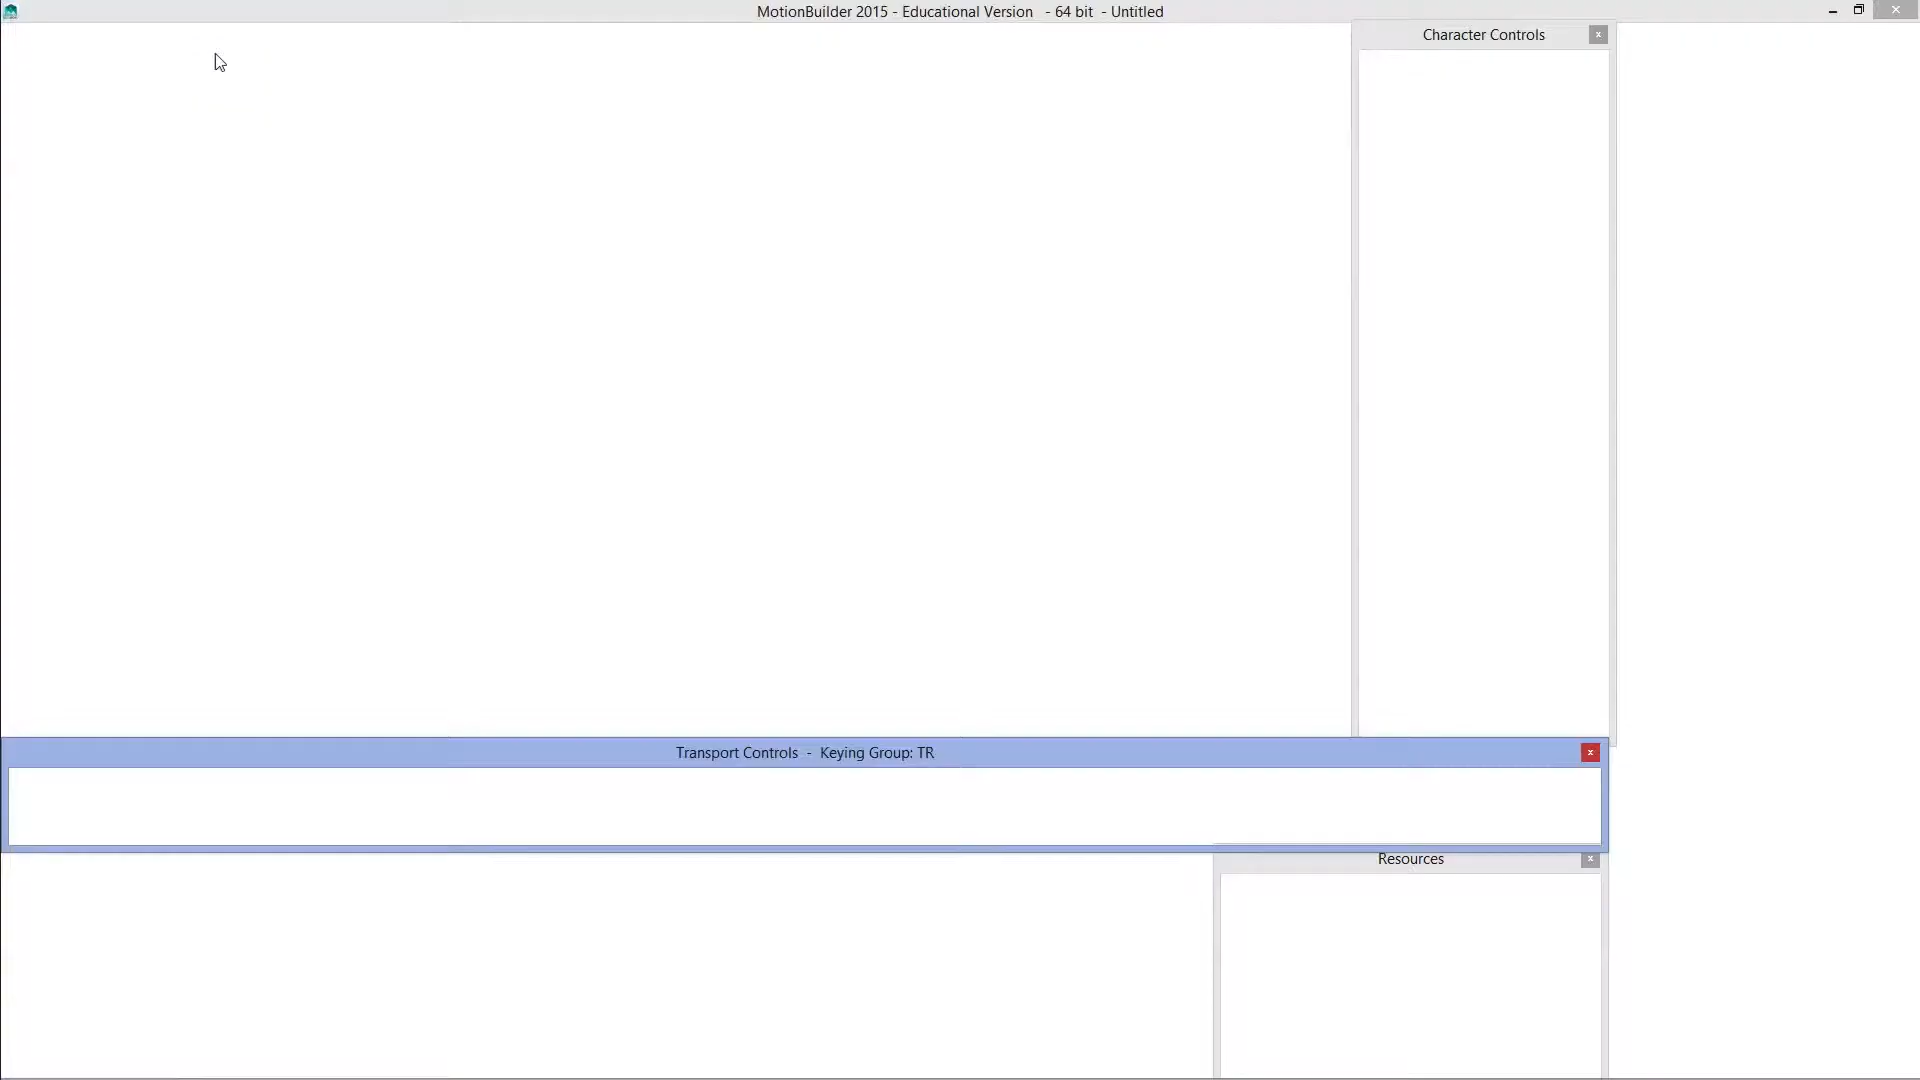 MotionBuilder 2015 - Educational Version - 64 bit - Untitled
Character Controls
Transport Controls - Keying Group: TR
Resources